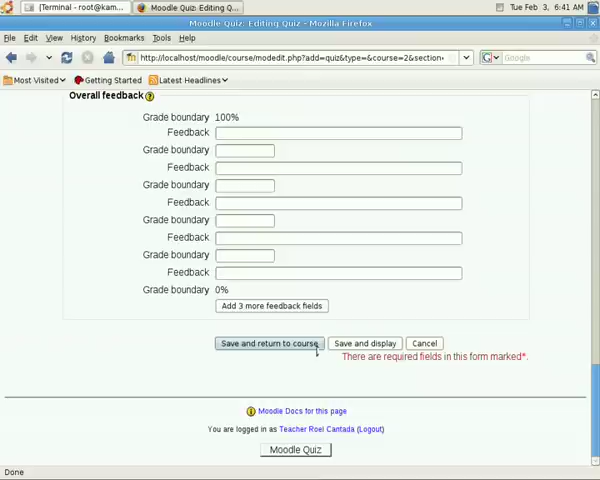 [Terminal - root@kam...
Moodle Quiz: Editing Q...
Tue Feb 3, 6:41 AM
Moodle Quiz: Editing Quiz - Mozilla Firefox
File Edit View History Bookmarks Tools Help
http://localhost/moodle/course/modedit.php?add=quiz&type=&course=2&section=
Google
Most Visited
Getting Started
Latest Headlines
Overall feedback
Grade boundary 100%
Feedback
Grade boundary
Feedback
Grade boundary
Feedback
Grade boundary
Feedback
Grade boundary
Feedback
Grade boundary 0%
Add 3 more feedback fields
Save and return to course Save and display Cancel
There are required fields in this form marked*.
Moodle Docs for this page
You are logged in as Teacher Roel Cantada (Logout)
Moodle Quiz
Done